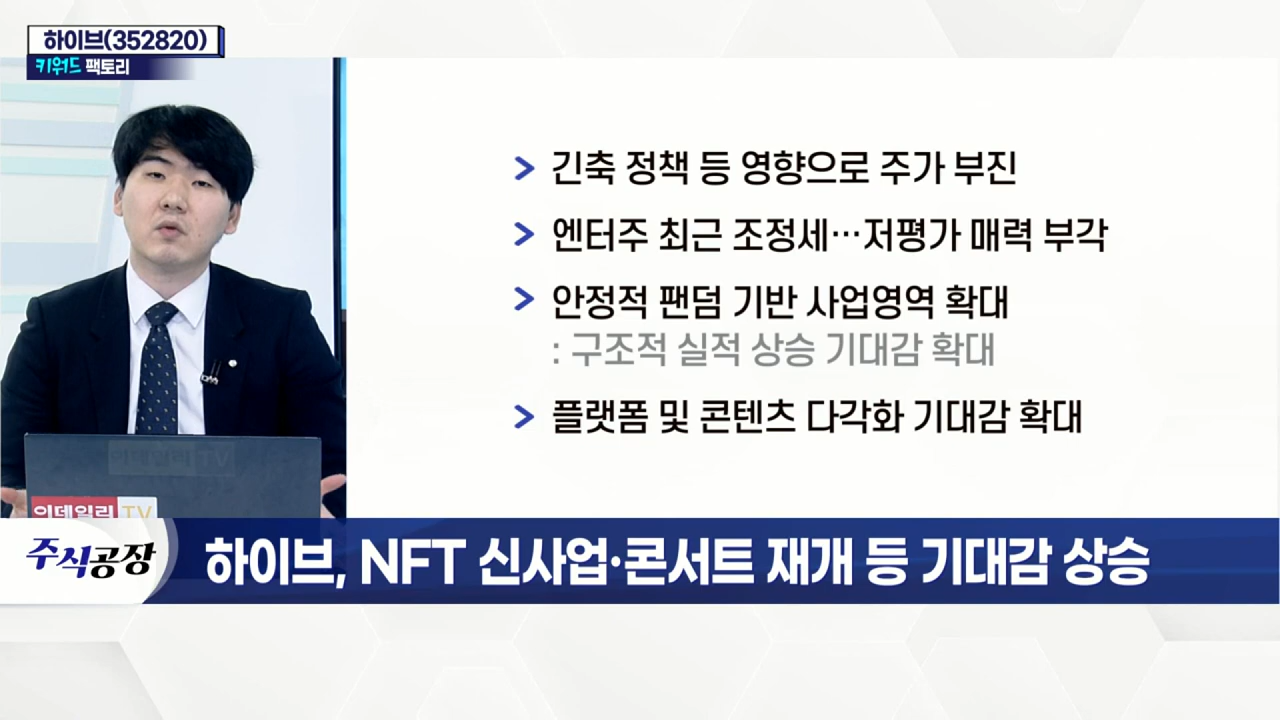 하이브(352820)
키워드 팩토리
> 긴축 정책 등 영향으로 주가 부진
> 엔터주 최근 조정세…저평가 매력 부각
> 안정적 팬덤 기반 사업영역 확대
: 구조적 실적 상승 기대감 확대
> 플랫폼 및 콘텐츠 다각화 기대감 확대
이데일리 TV
이데일리 TV
주식공장
하이브, NFT 신사업·콘서트 재개 등 기대감 상승